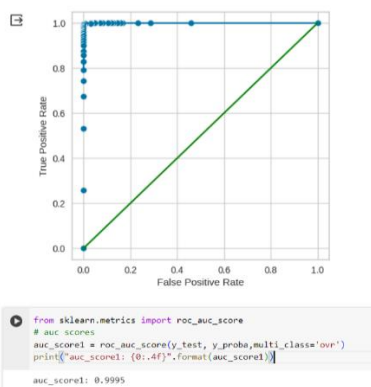 1.0
0.8
0.6
0.4
0.2
0.0
True Positive Rate
0.0 0.2 0.4 0.6 0.8 1.0
False Positive Rate
from sklearn.metrics import roc_auc_score
# auc scores
auc_score1 = roc_auc_score(y_test, y_proba,multi_class='ovr')
print("auc_score1: {0:.4f}".format(auc_score1))
auc_score1: 0.9995